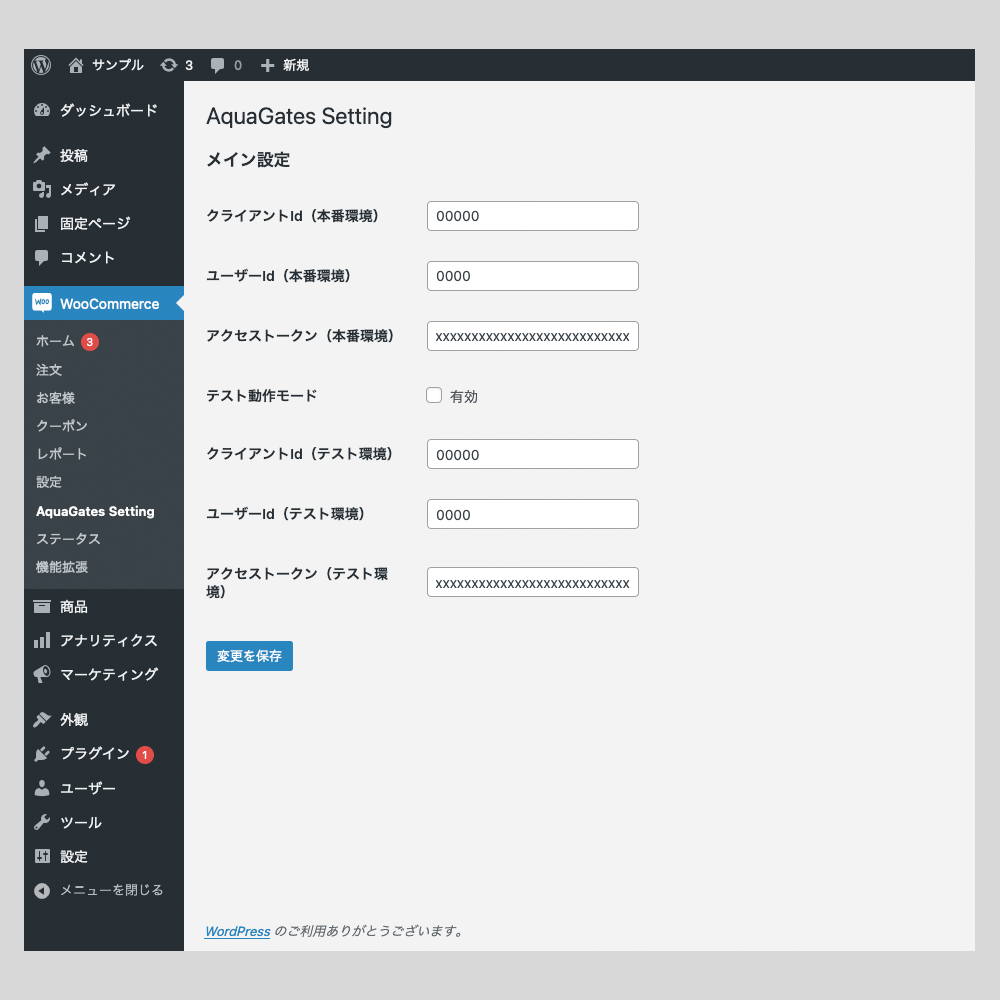 サンプル 3 0 新規
ダッシュボード
投稿
メディア
固定ページ
コメント
woo WooCommerce
ホーム 3
注文
お客様
クーポン
レポート
設定
AquaGates Setting
ステータス
機能拡張
商品
アナリティクス
マーケティング
外観
プラグイン 1
ユーザー
ツール
設定
メニューを閉じる
AquaGates Setting
メイン設定
クライアントId（本番環境） 00000
ユーザーId（本番環境） 0000
アクセストークン（本番環境） xxxxxxxxxxxxxxxxxxxxxxxxxxx
テスト動作モード 有効
クライアントId（テスト環境） 00000
ユーザーId（テスト環境） 0000
アクセストークン（テスト環
境） xxxxxxxxxxxxxxxxxxxxxxxxxxx
変更を保存
WordPress のご利用ありがとうございます。